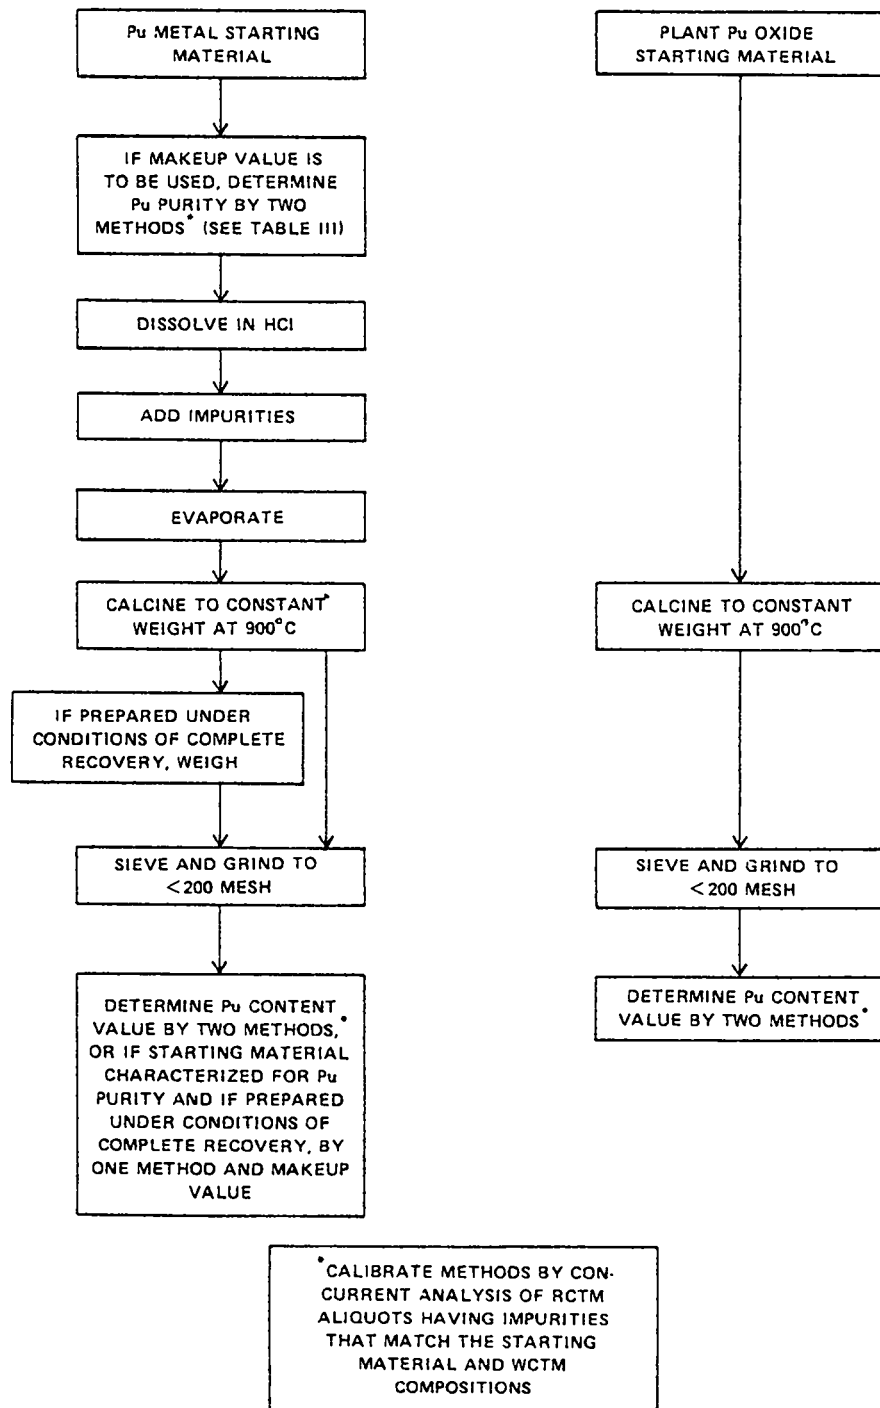 Pu METAL STARTING
MATERIAL
IF MAKEUP VALUE IS
TO BE USED, DETERMINE
Pu PURITY BY TWO
METHODS* (SEE TABLE III)
DISSOLVE IN HCl
ADD IMPURITIES
EVAPORATE
CALCINE TO CONSTANT
WEIGHT AT 900°C
IF PREPARED UNDER
CONDITIONS OF COMPLETE
RECOVERY, WEIGH
SIEVE AND GRIND TO
<200 MESH
DETERMINE Pu CONTENT
VALUE BY TWO METHODS,*
OR IF STARTING MATERIAL
CHARACTERIZED FOR Pu
PURITY AND IF PREPARED
UNDER CONDITIONS OF
COMPLETE RECOVERY, BY
ONE METHOD AND MAKEUP
VALUE
PLANT Pu OXIDE
STARTING MATERIAL
CALCINE TO CONSTANT
WEIGHT AT 900°C
SIEVE AND GRIND TO
<200 MESH
DETERMINE Pu CONTENT
VALUE BY TWO METHODS*
*CALIBRATE METHODS BY CON-
CURRENT ANALYSIS OF RCTM
ALIQUOTS HAVING IMPURITIES
THAT MATCH THE STARTING
MATERIAL AND WCTM
COMPOSITIONS